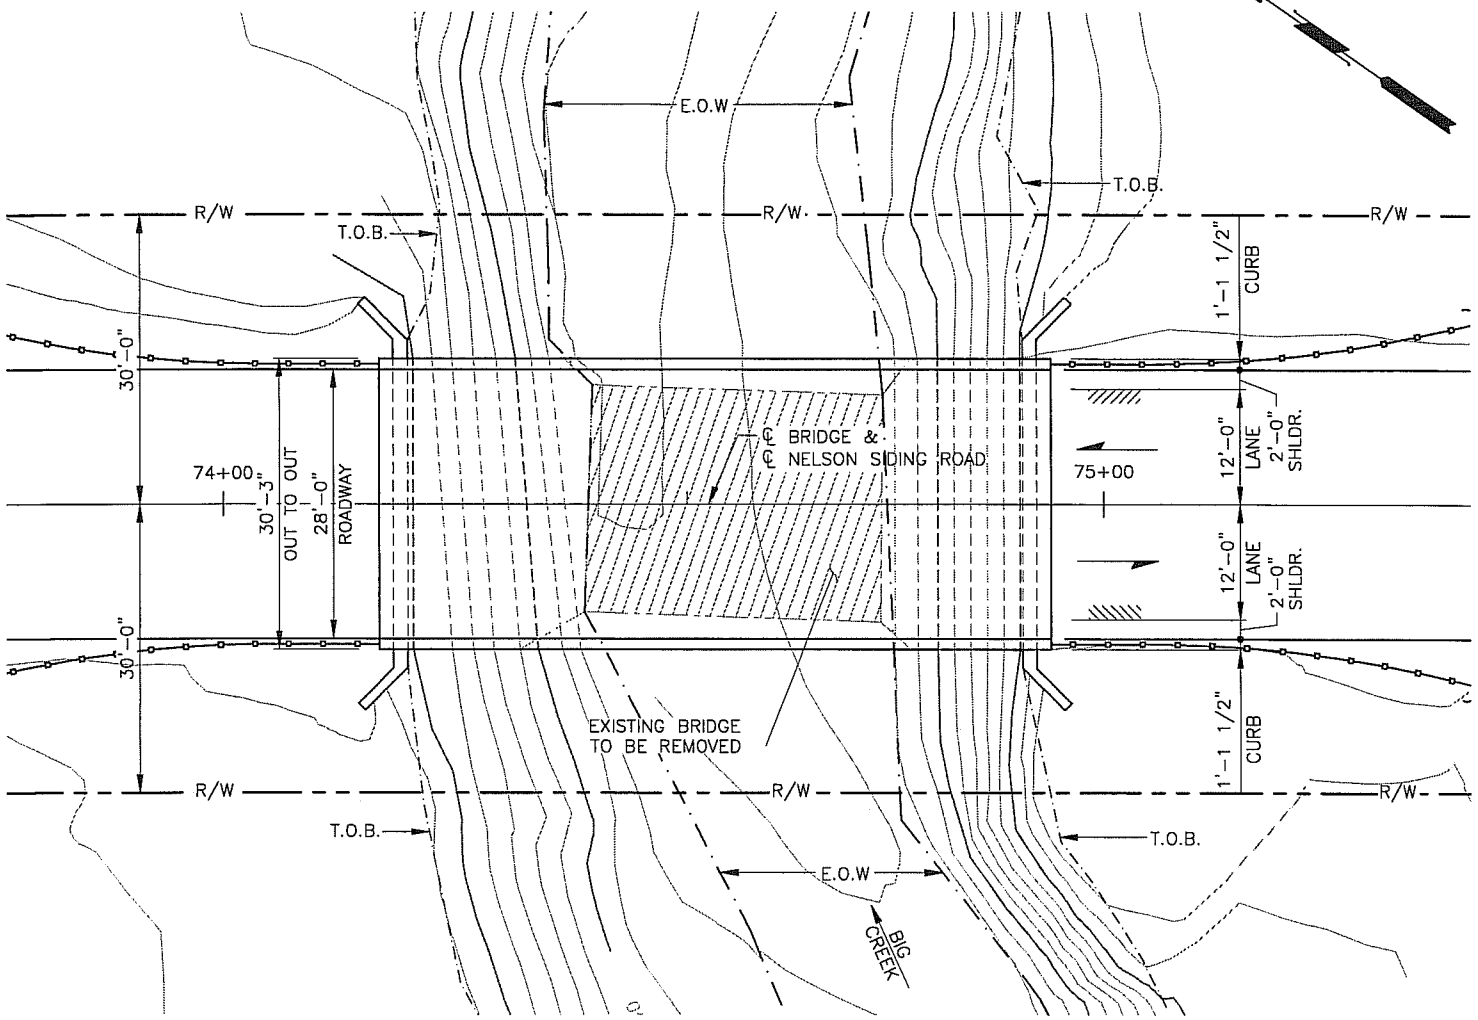 E.O.W
T.O.B.
R/W
R/W
R/W
T.O.B.
1'-1 1/2"
CURB
30'-0"
℄ BRIDGE &
℄ NELSON SIDING ROAD
74+00
75+00
30'-3"
OUT TO OUT
28'-0"
ROADWAY
12'-0"
LANE
2'-0"
SHLDR.
12'-0"
LANE
2'-0"
SHLDR.
30'-0"
EXISTING BRIDGE
TO BE REMOVED
1'-1 1/2"
CURB
R/W
R/W
R/W
T.O.B.
T.O.B.
E.O.W
BIG
CREEK